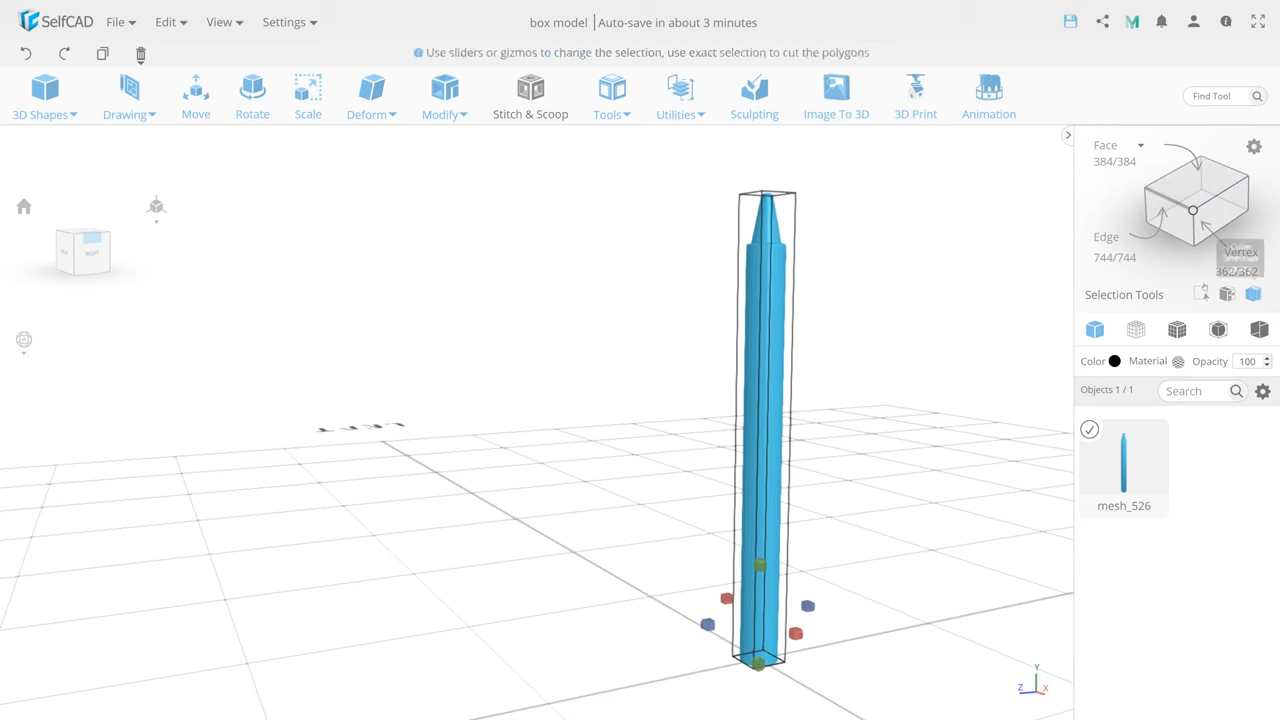 SelfCAD File Edit View Settings box model | Auto-save in about 3 minutes
Use sliders or gizmos to change the selection, use exact selection to cut the polygons
3D Shapes Drawing Move Rotate Scale Deform Modify Stitch & Scoop Tools Utilities Sculpting Image To 3D 3D Print Animation Find Tool
Face
384/384
Edge
744/744
Vertex
362/362
Selection Tools
Color Material Opacity 100
Objects 1 / 1 Search
mesh_526
RIGHT
LEFT
Y
Z X